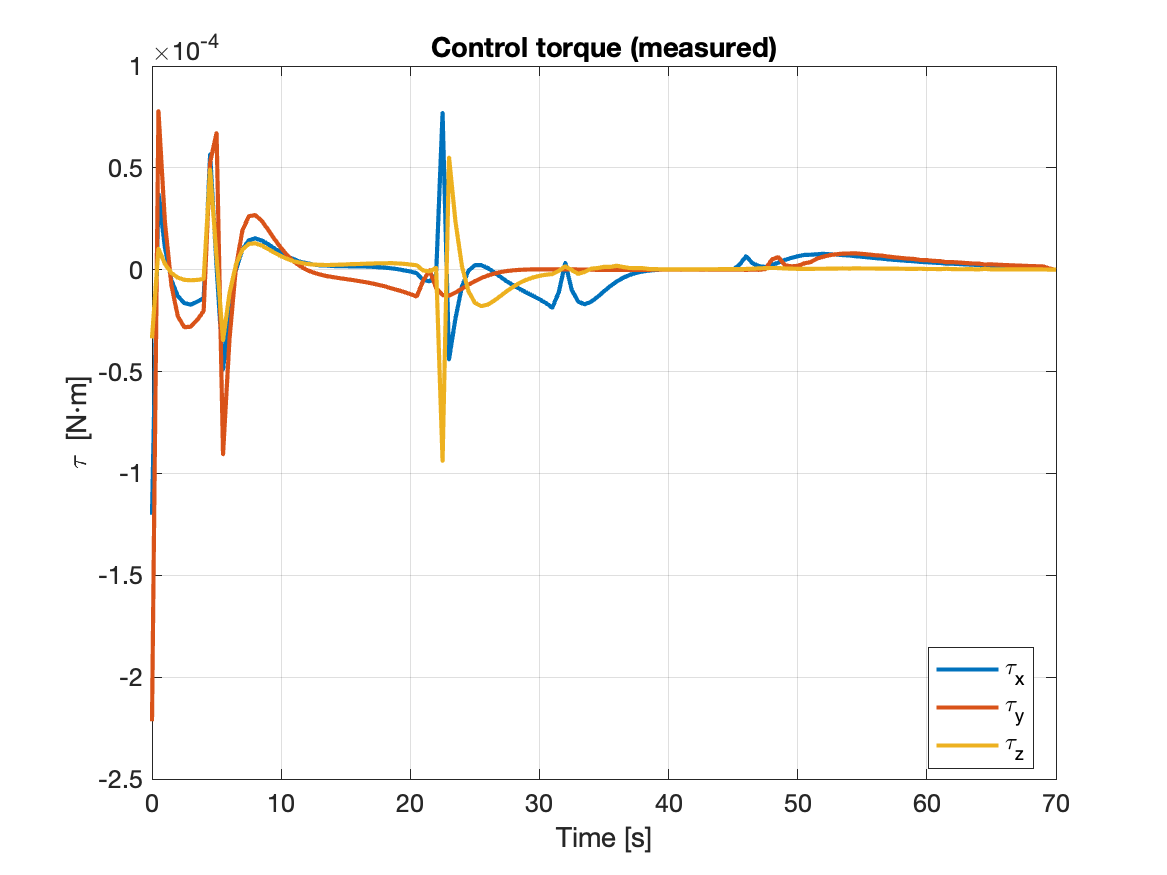 Control torque (measured)
×10⁻⁴
1
0.5
0
-0.5
-1
-1.5
-2
-2.5
τ [N·m]
0 10 20 30 40 50 60 70
Time [s]
τx
τy
τz